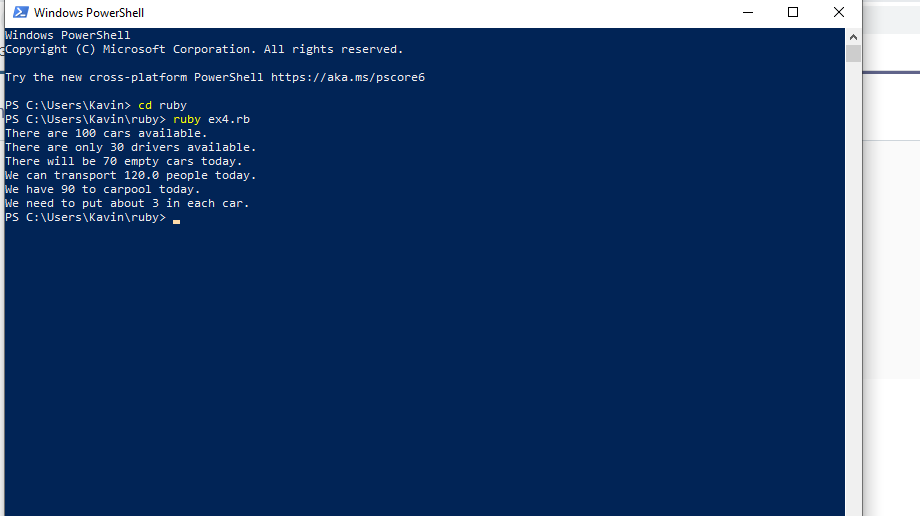 Windows PowerShell
Windows PowerShell
Copyright (C) Microsoft Corporation. All rights reserved.
Try the new cross-platform PowerShell https://aka.ms/pscore6
PS C:\Users\Kavin> cd ruby
PS C:\Users\Kavin\ruby> ruby ex4.rb
There are 100 cars available.
There are only 30 drivers available.
There will be 70 empty cars today.
We can transport 120.0 people today.
We have 90 to carpool today.
We need to put about 3 in each car.
PS C:\Users\Kavin\ruby>